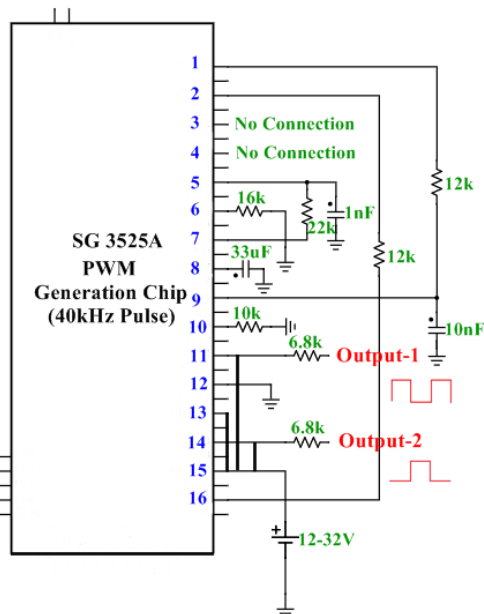 1
2
3 No Connection
4 No Connection
5
12k
16k
6
1nF
22k
7
SG 3525A
PWM
Generation Chip
(40kHz Pulse)
33uF
8
12k
9
10k
10
10nF
6.8k
11
Output-1
12
13
6.8k
14
Output-2
15
16
+
12-32V